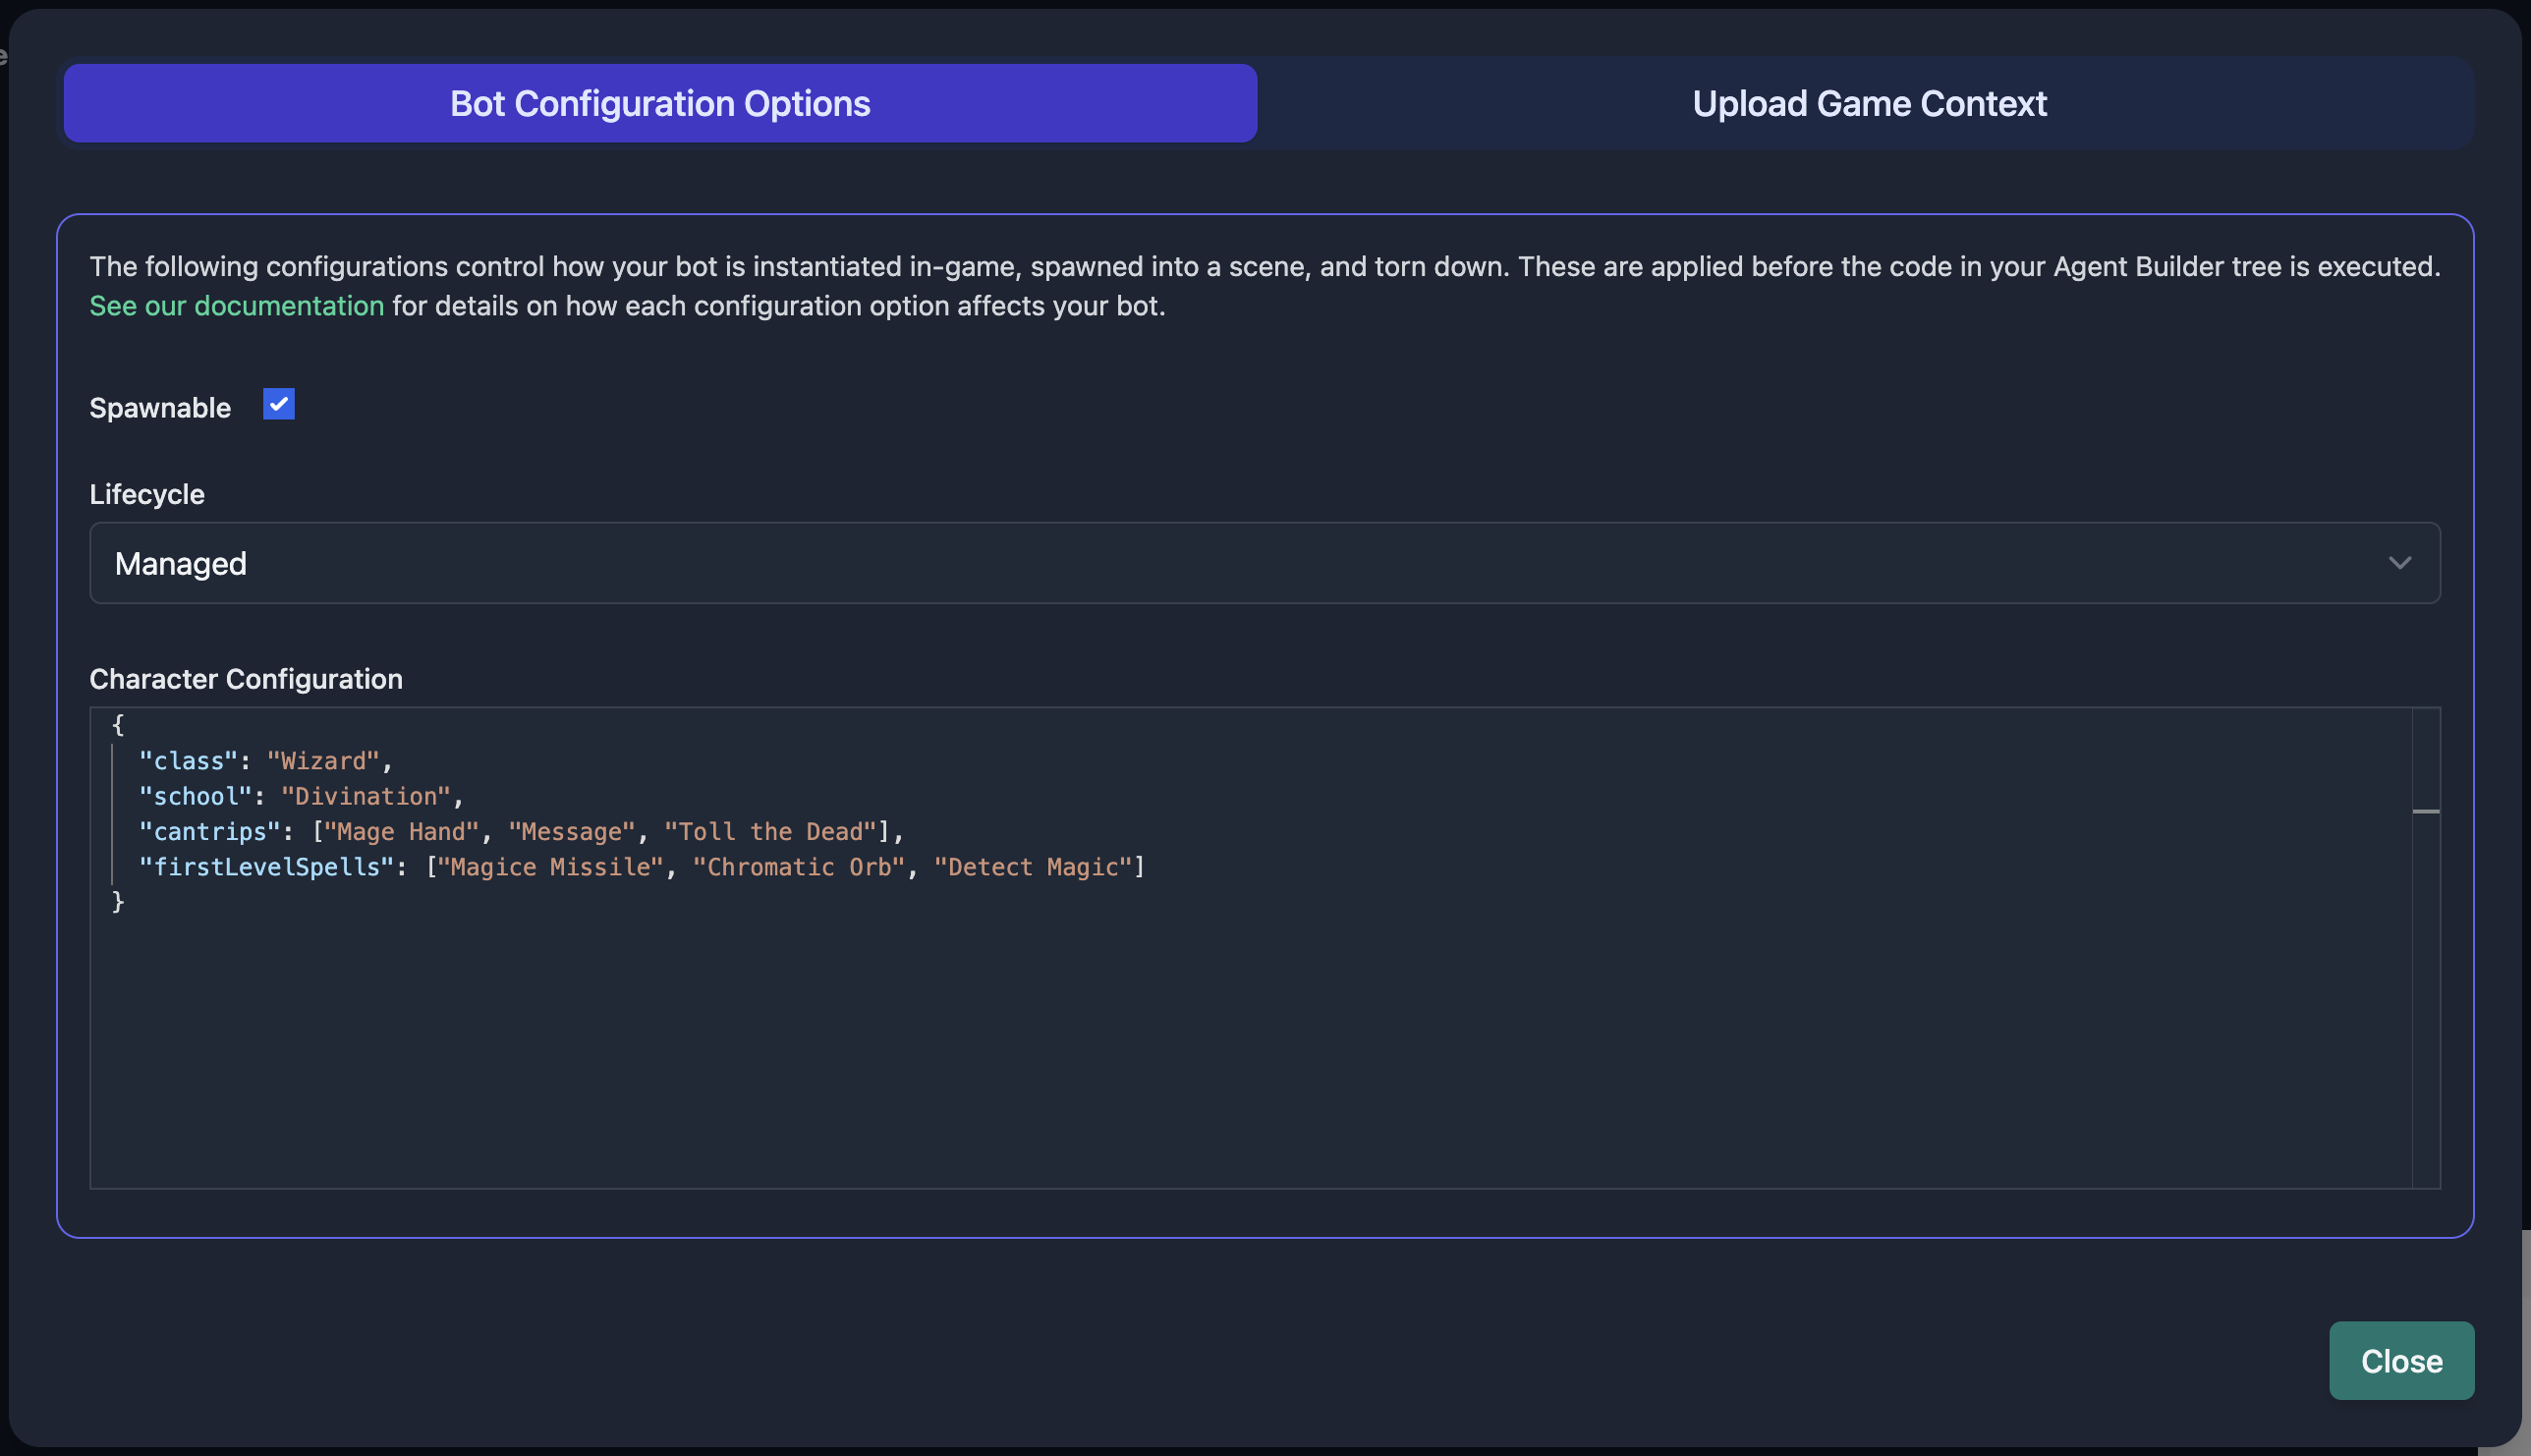 Bot Configuration Options
Upload Game Context
The following configurations control how your bot is instantiated in-game, spawned into a scene, and torn down. These are applied before the code in your Agent Builder tree is executed.
See our documentation for details on how each configuration option affects your bot.
Spawnable
Lifecycle
Managed
Character Configuration
{
  "class": "Wizard",
  "school": "Divination",
  "cantrips": ["Mage Hand", "Message", "Toll the Dead"],
  "firstLevelSpells": ["Magice Missile", "Chromatic Orb", "Detect Magic"]
}
Close